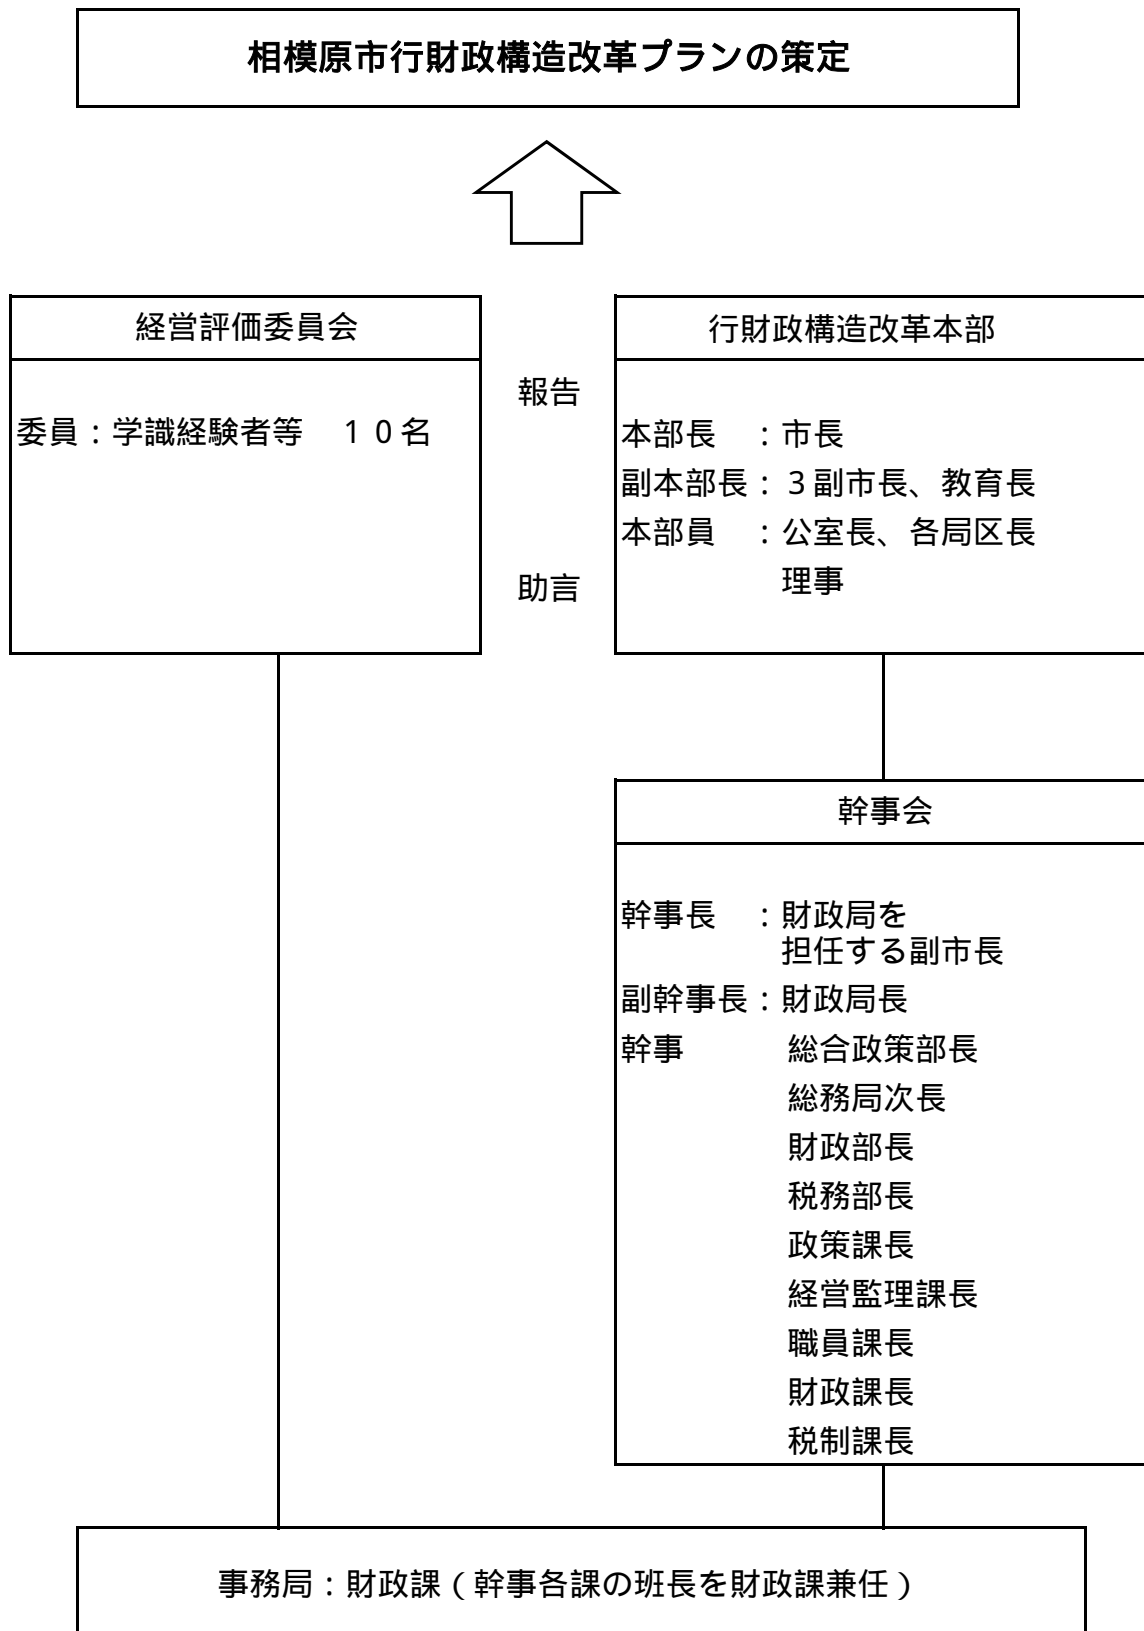 相模原市行財政構造改革プランの策定
経営評価委員会
委員：学識経験者等　１０名
報告
助言
行財政構造改革本部
本部長　：市長
副本部長：３副市長、教育長
本部員　：公室長、各局区長
理事
幹事会
幹事長　：財政局を
担任する副市長
副幹事長：財政局長
幹事　　　総合政策部長
総務局次長
財政部長
税務部長
政策課長
経営監理課長
職員課長
財政課長
税制課長
事務局：財政課（幹事各課の班長を財政課兼任）